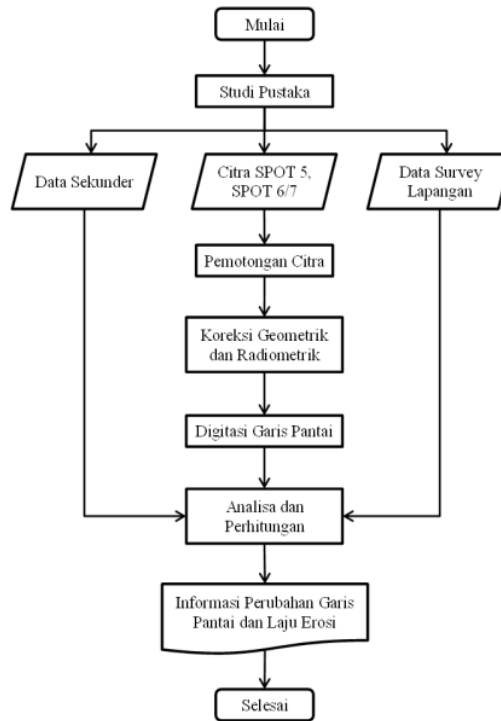 Mulai
Studi Pustaka
Data Sekunder
Citra SPOT 5,
SPOT 6/7
Data Survey
Lapangan
Pemotongan Citra
Koreksi Geometrik
dan Radiometrik
Digitasi Garis Pantai
Analisa dan
Perhitungan
Informasi Perubahan Garis
Pantai dan Laju Erosi
Selesai